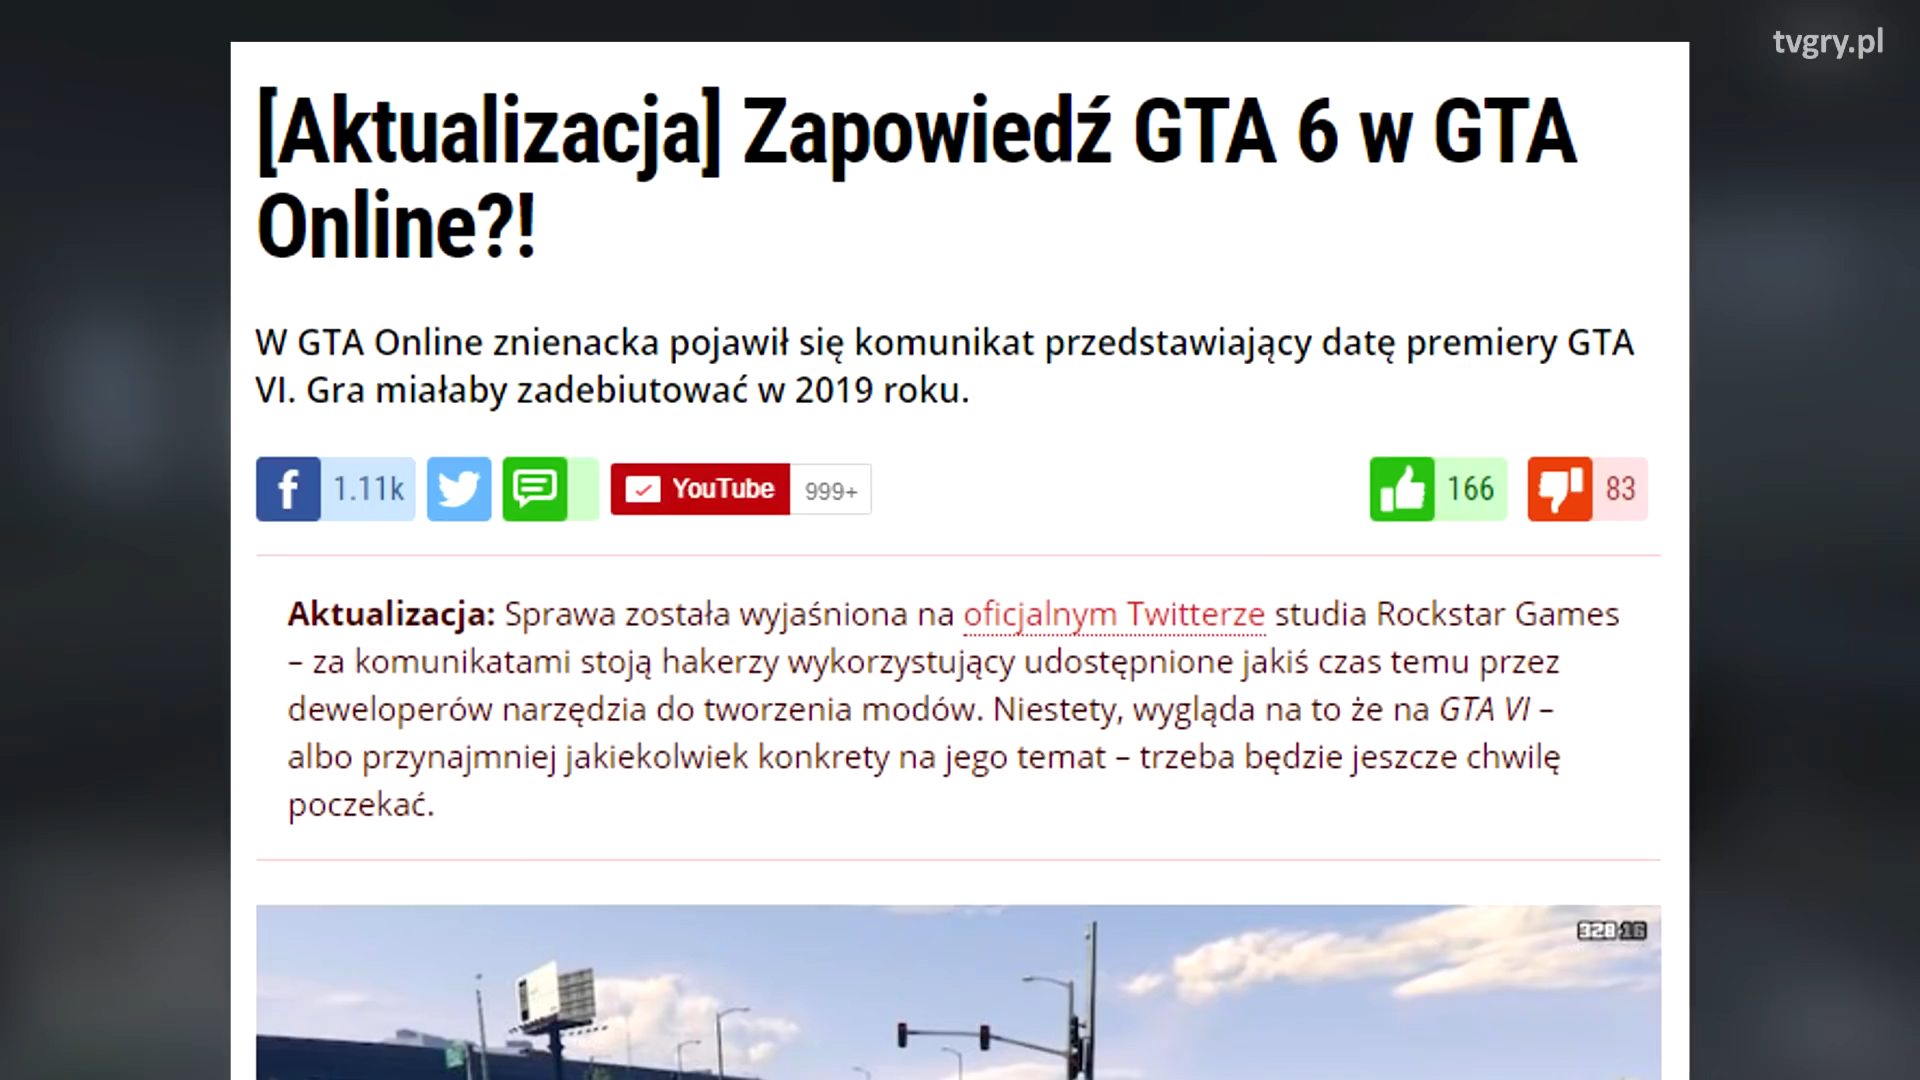 tvgry.pl
[Aktualizacja] Zapowiedź GTA 6 w GTA
Online?!
W GTA Online znienacka pojawił się komunikat przedstawiający datę premiery GTA
VI. Gra miałaby zadebiutować w 2019 roku.
f 1.11k YouTube 999+ 166 83
Aktualizacja: Sprawa została wyjaśniona na oficjalnym Twitterze studia Rockstar Games
– za komunikatami stoją hakerzy wykorzystujący udostępnione jakiś czas temu przez
deweloperów narzędzia do tworzenia modów. Niestety, wygląda na to że na GTA VI –
albo przynajmniej jakiekolwiek konkrety na jego temat – trzeba będzie jeszcze chwilę
poczekać.
328 16